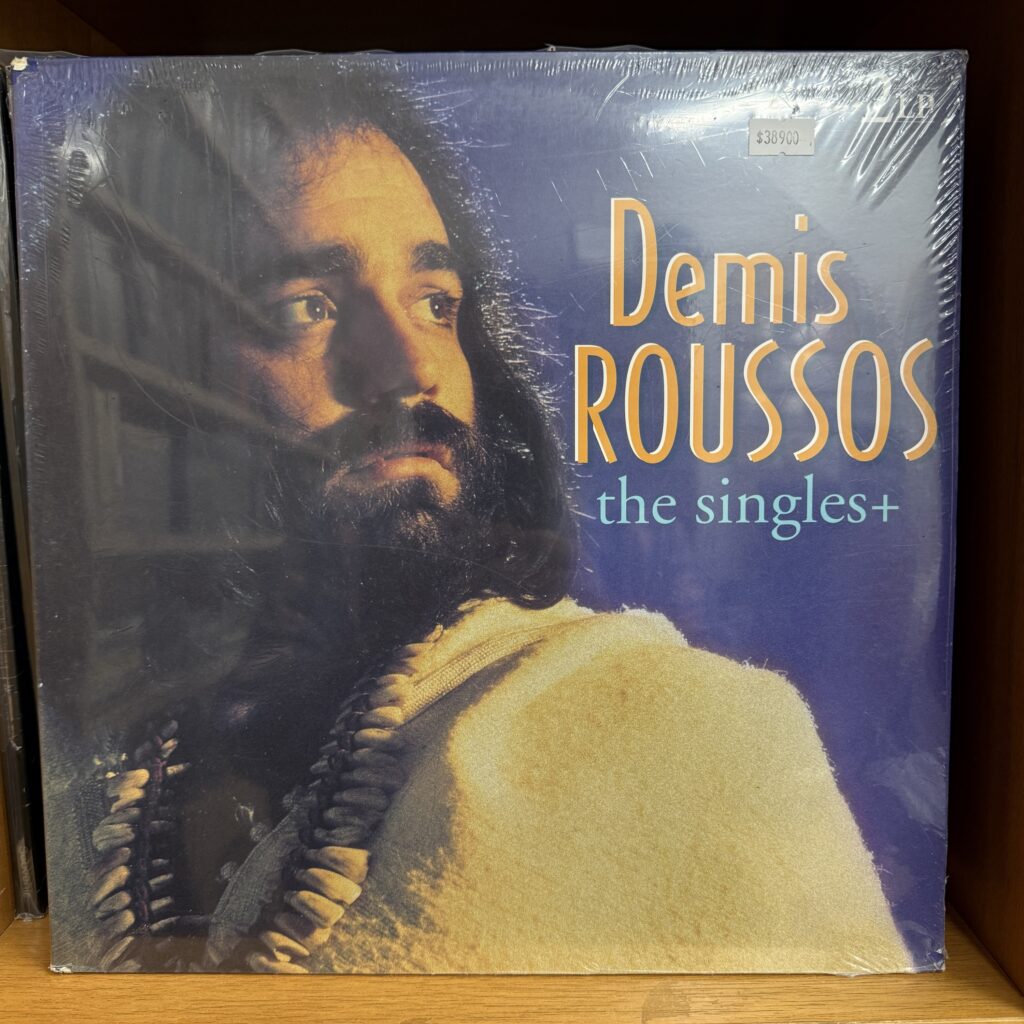 2LP
$38900
Demis
ROUSSOS
the singles+